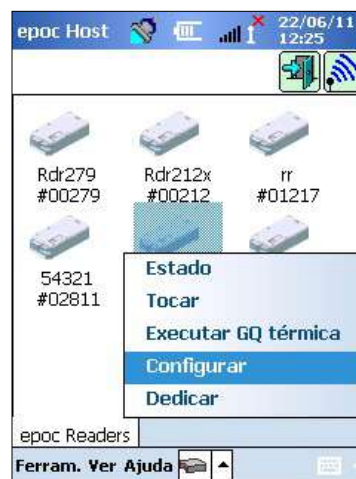 epoc Host
22/06/11
12:25
Rdr279 Rdr212x rr
#00279 #00212 #01217
54321
#02811
Estado
Tocar
Executar GQ térmica
Configurar
Dedicar
epoc Readers
Ferram. Ver Ajuda